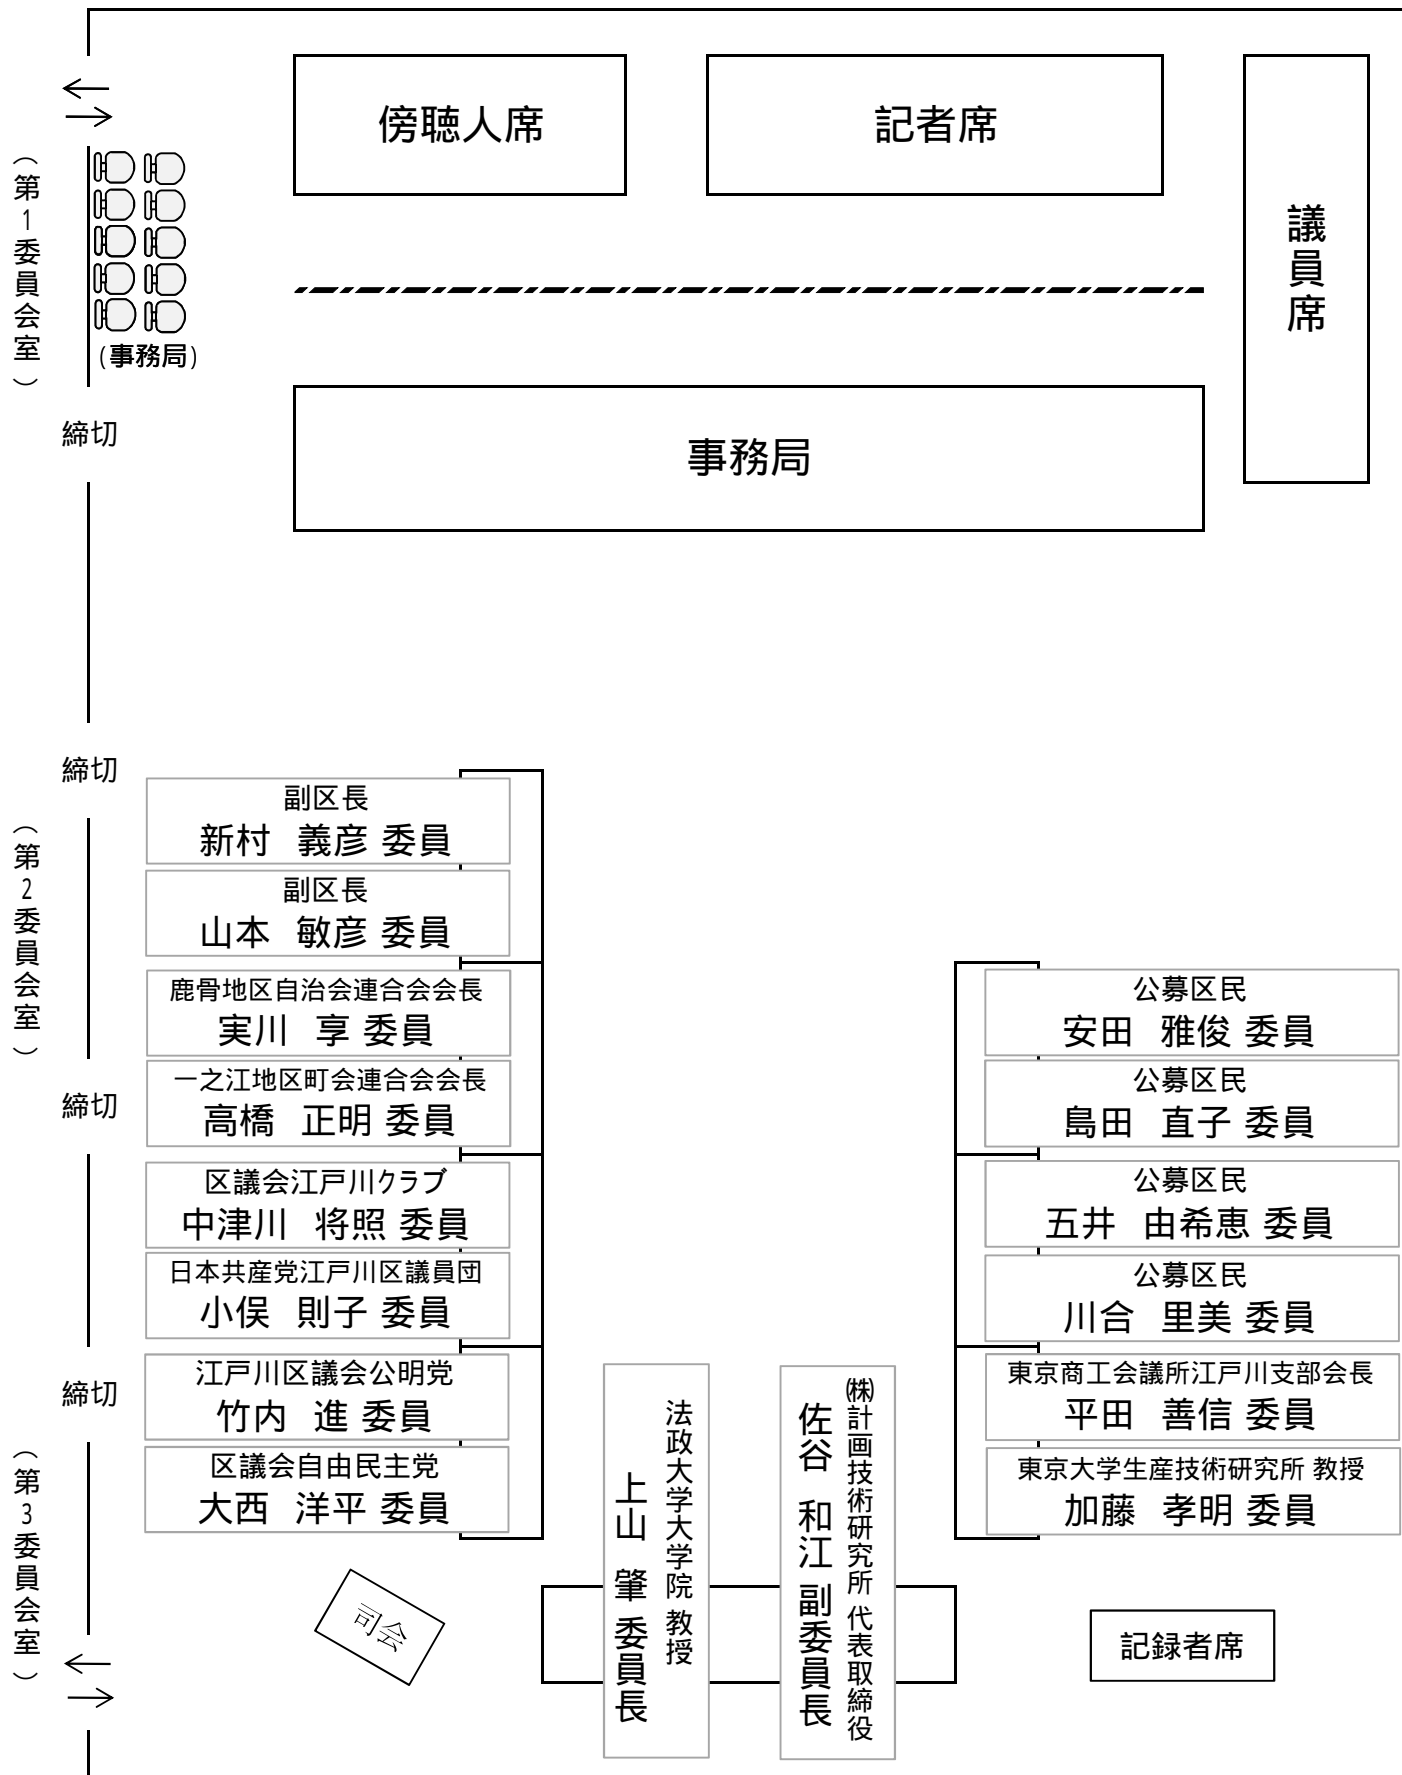 傍聴人席
記者席
議員席
(事務局)
事務局
（第1委員会室）
締切
締切
（第2委員会室）
締切
締切
（第3委員会室）
副区長
新村 義彦 委員
副区長
山本 敏彦 委員
鹿骨地区自治会連合会会長
実川 享 委員
一之江地区町会連合会会長
高橋 正明 委員
区議会江戸川クラブ
中津川 将照 委員
日本共産党江戸川区議員団
小俣 則子 委員
江戸川区議会公明党
竹内 進 委員
区議会自由民主党
大西 洋平 委員
法政大学大学院 教授
上山 肇 委員長
㈱計画技術研究所 代表取締役
佐谷 和江 副委員長
公募区民
安田 雅俊 委員
公募区民
島田 直子 委員
公募区民
五井 由希恵 委員
公募区民
川合 里美 委員
東京商工会議所江戸川支部会長
平田 善信 委員
東京大学生産技術研究所 教授
加藤 孝明 委員
司会
記録者席